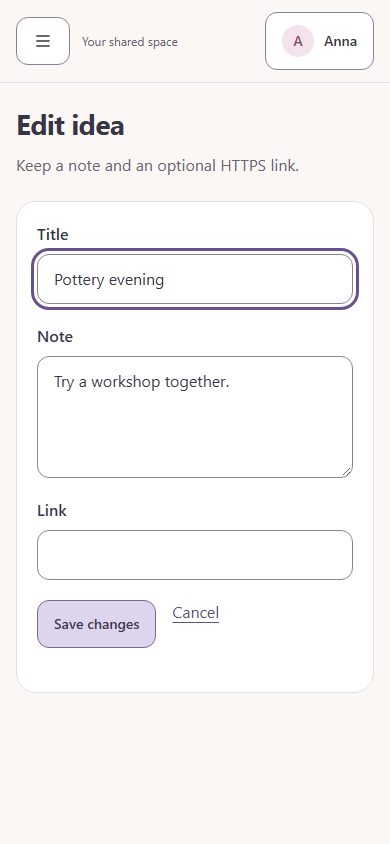 Your shared space
A
Anna
Edit idea
Keep a note and an optional HTTPS link.
Title
Pottery evening
Note
Try a workshop together.
Link
Save changes
Cancel